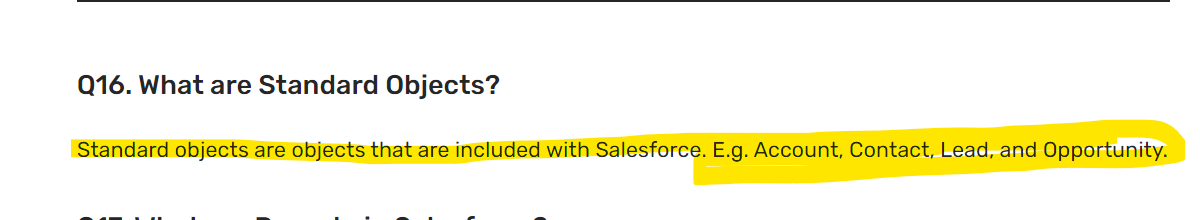 Q16. What are Standard Objects?
Standard objects are objects that are included with Salesforce. E.g. Account, Contact, Lead, and Opportunity.